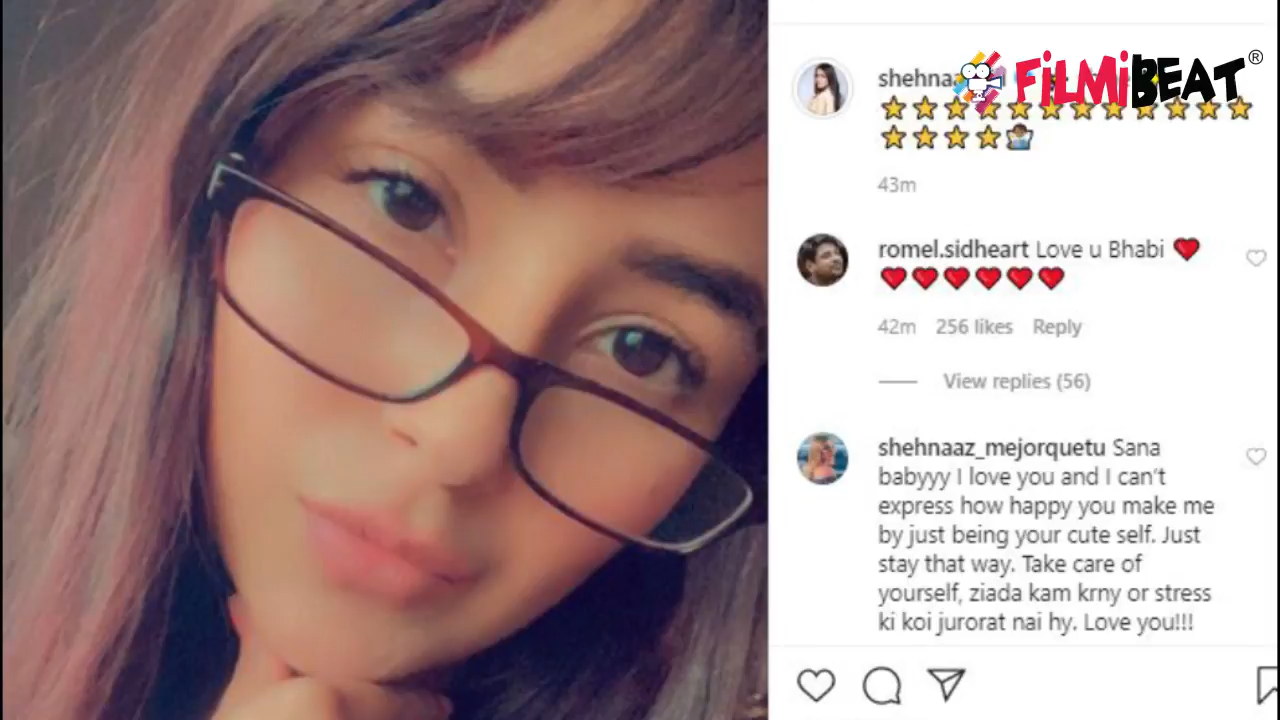 shehnaa
FILMIBEAT®
43m
romel.sidheart Love u Bhabi
42m 256 likes Reply
View replies (56)
shehnaaz_mejorquetu Sana
babyyy I love you and I can't
express how happy you make me
by just being your cute self. Just
stay that way. Take care of
yourself, ziada kam krny or stress
ki koi jurorat nai hy. Love you!!!